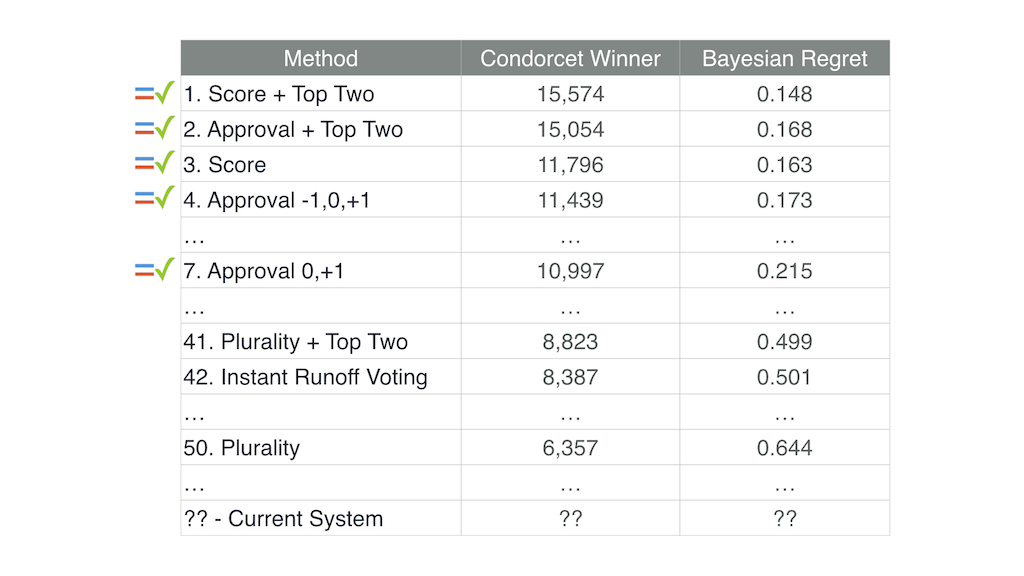 Method Condorcet Winner Bayesian Regret
1. Score + Top Two 15,574 0.148
2. Approval + Top Two 15,054 0.168
3. Score 11,796 0.163
4. Approval -1,0,+1 11,439 0.173
… … …
7. Approval 0,+1 10,997 0.215
… … …
41. Plurality + Top Two 8,823 0.499
42. Instant Runoff Voting 8,387 0.501
… … …
50. Plurality 6,357 0.644
… … …
?? - Current System ?? ??